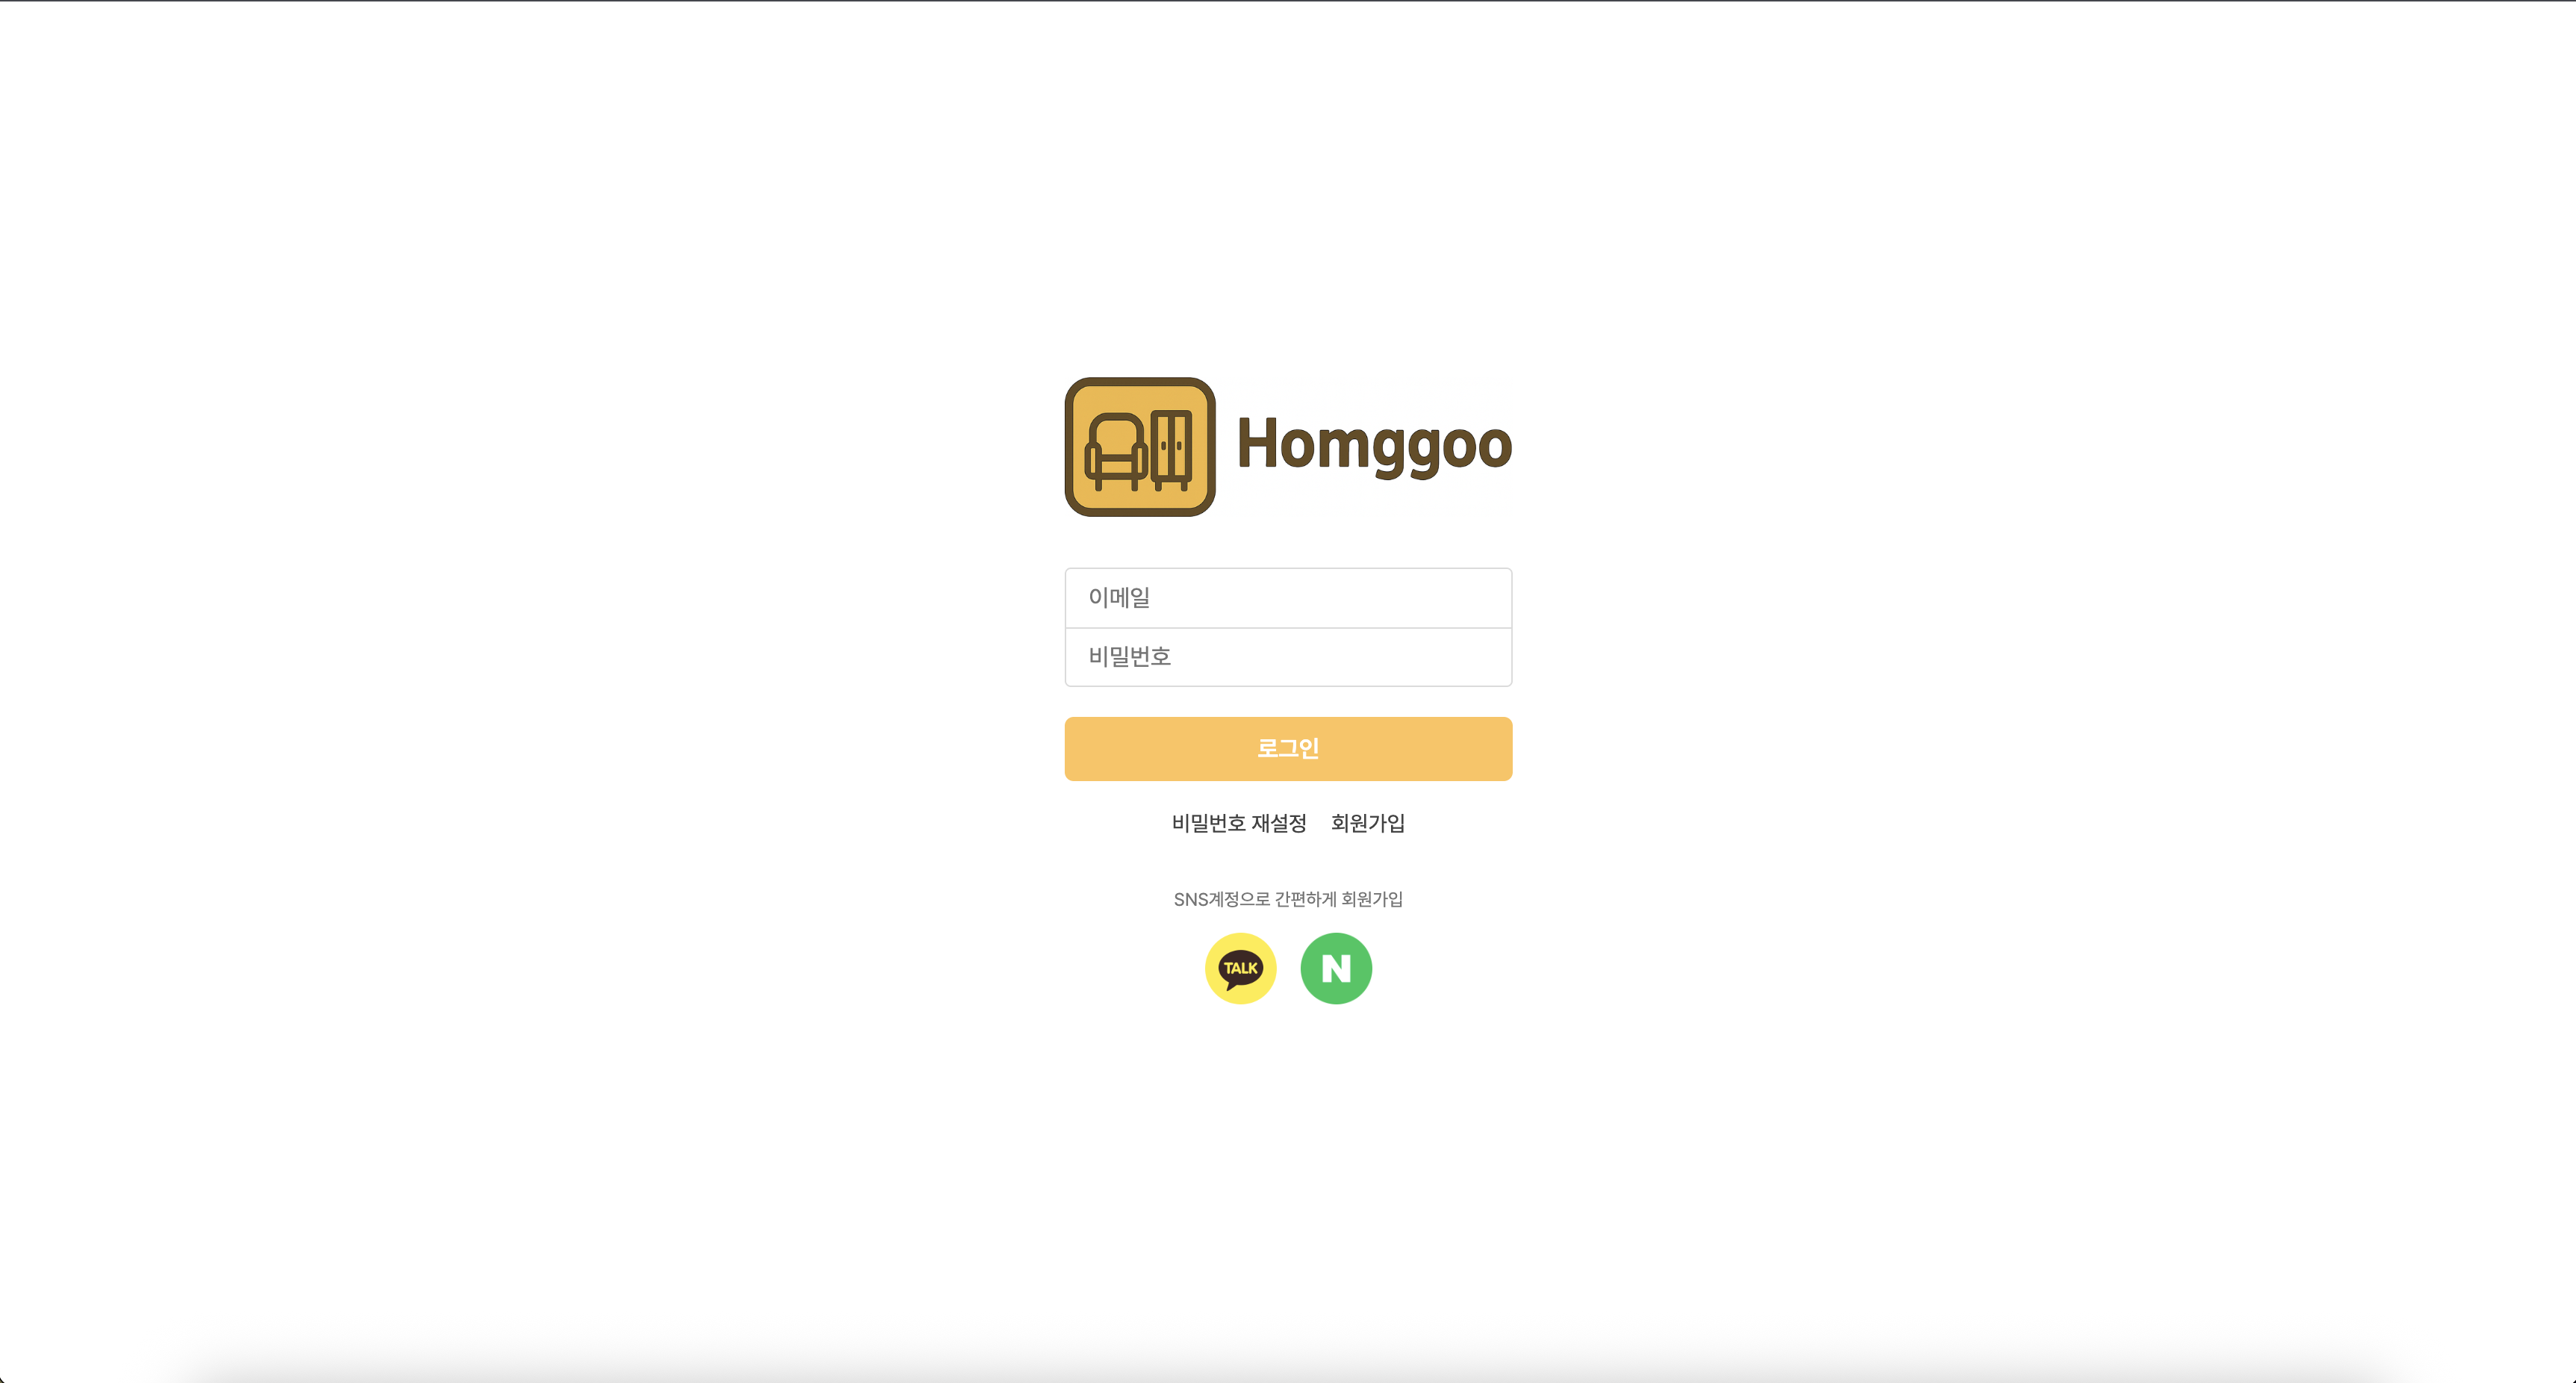 Homggoo
이메일
비밀번호
로그인
비밀번호 재설정 회원가입
SNS계정으로 간편하게 회원가입
TALK N